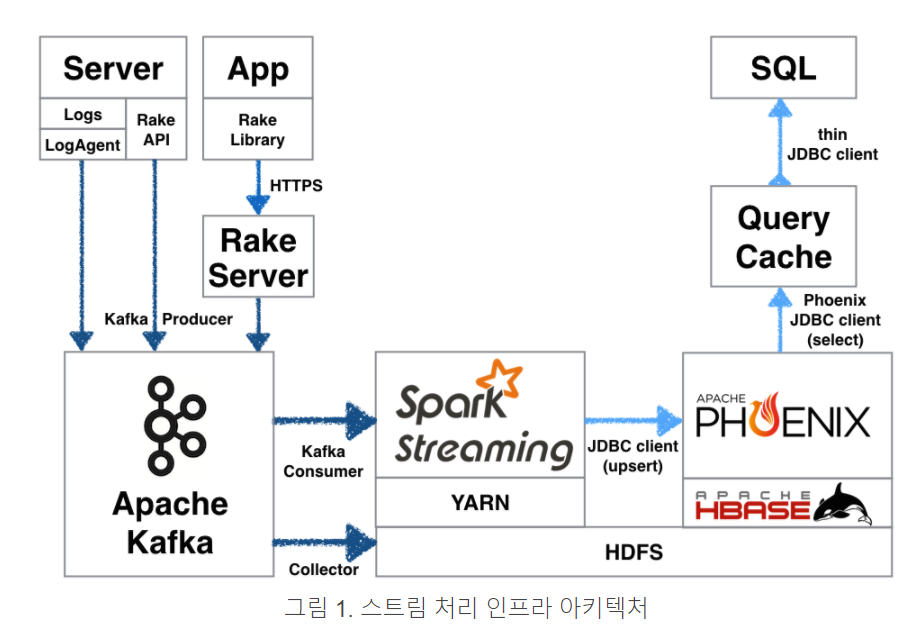 Server
Logs
LogAgent
Rake
API
App
Rake
Library
HTTPS
Rake
Server
Kafka Producer
Apache
Kafka
Kafka
Consumer
Collector
Spark
Streaming
YARN
HDFS
JDBC client
(upsert)
APACHE
PHOENIX
APACHE
HBASE
Phoenix
JDBC client
(select)
Query
Cache
thin
JDBC client
SQL
그림 1. 스트림 처리 인프라 아키텍처